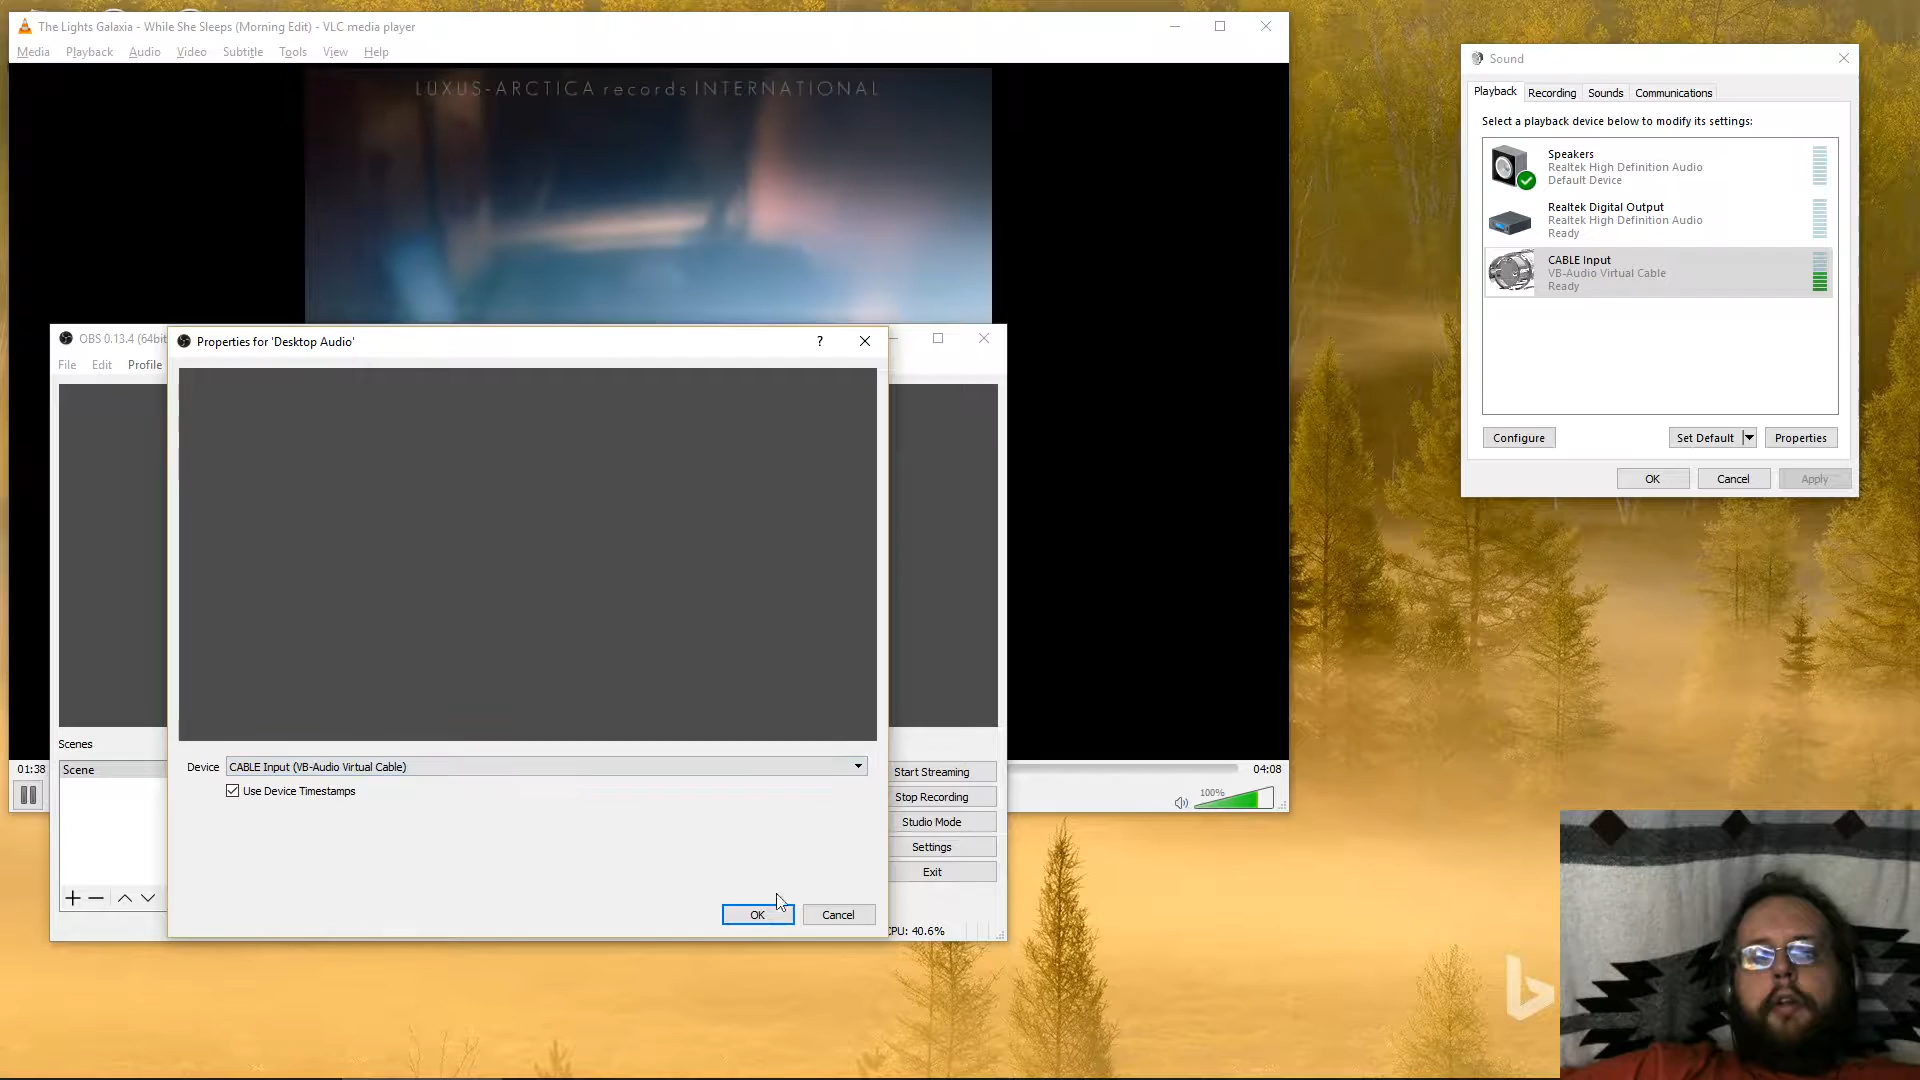 The Lights Galaxia - While She Sleeps (Morning Edit) - VLC media player
Media Playback Audio Video Subtitle Tools View Help
LUXUS-ARCTICA records INTERNATIONAL
OBS 0.13.4 (64bit
File Edit Profile
Properties for 'Desktop Audio'
?
Device CABLE Input (VB-Audio Virtual Cable)
Use Device Timestamps
OK Cancel
Scenes
Scene
01:38
04:08
100%
Start Streaming
Stop Recording
Studio Mode
Settings
Exit
CPU: 40.6%
Sound
Playback Recording Sounds Communications
Select a playback device below to modify its settings:
Speakers
Realtek High Definition Audio
Default Device
Realtek Digital Output
Realtek High Definition Audio
Ready
CABLE Input
VB-Audio Virtual Cable
Ready
Configure Set Default Properties
OK Cancel Apply